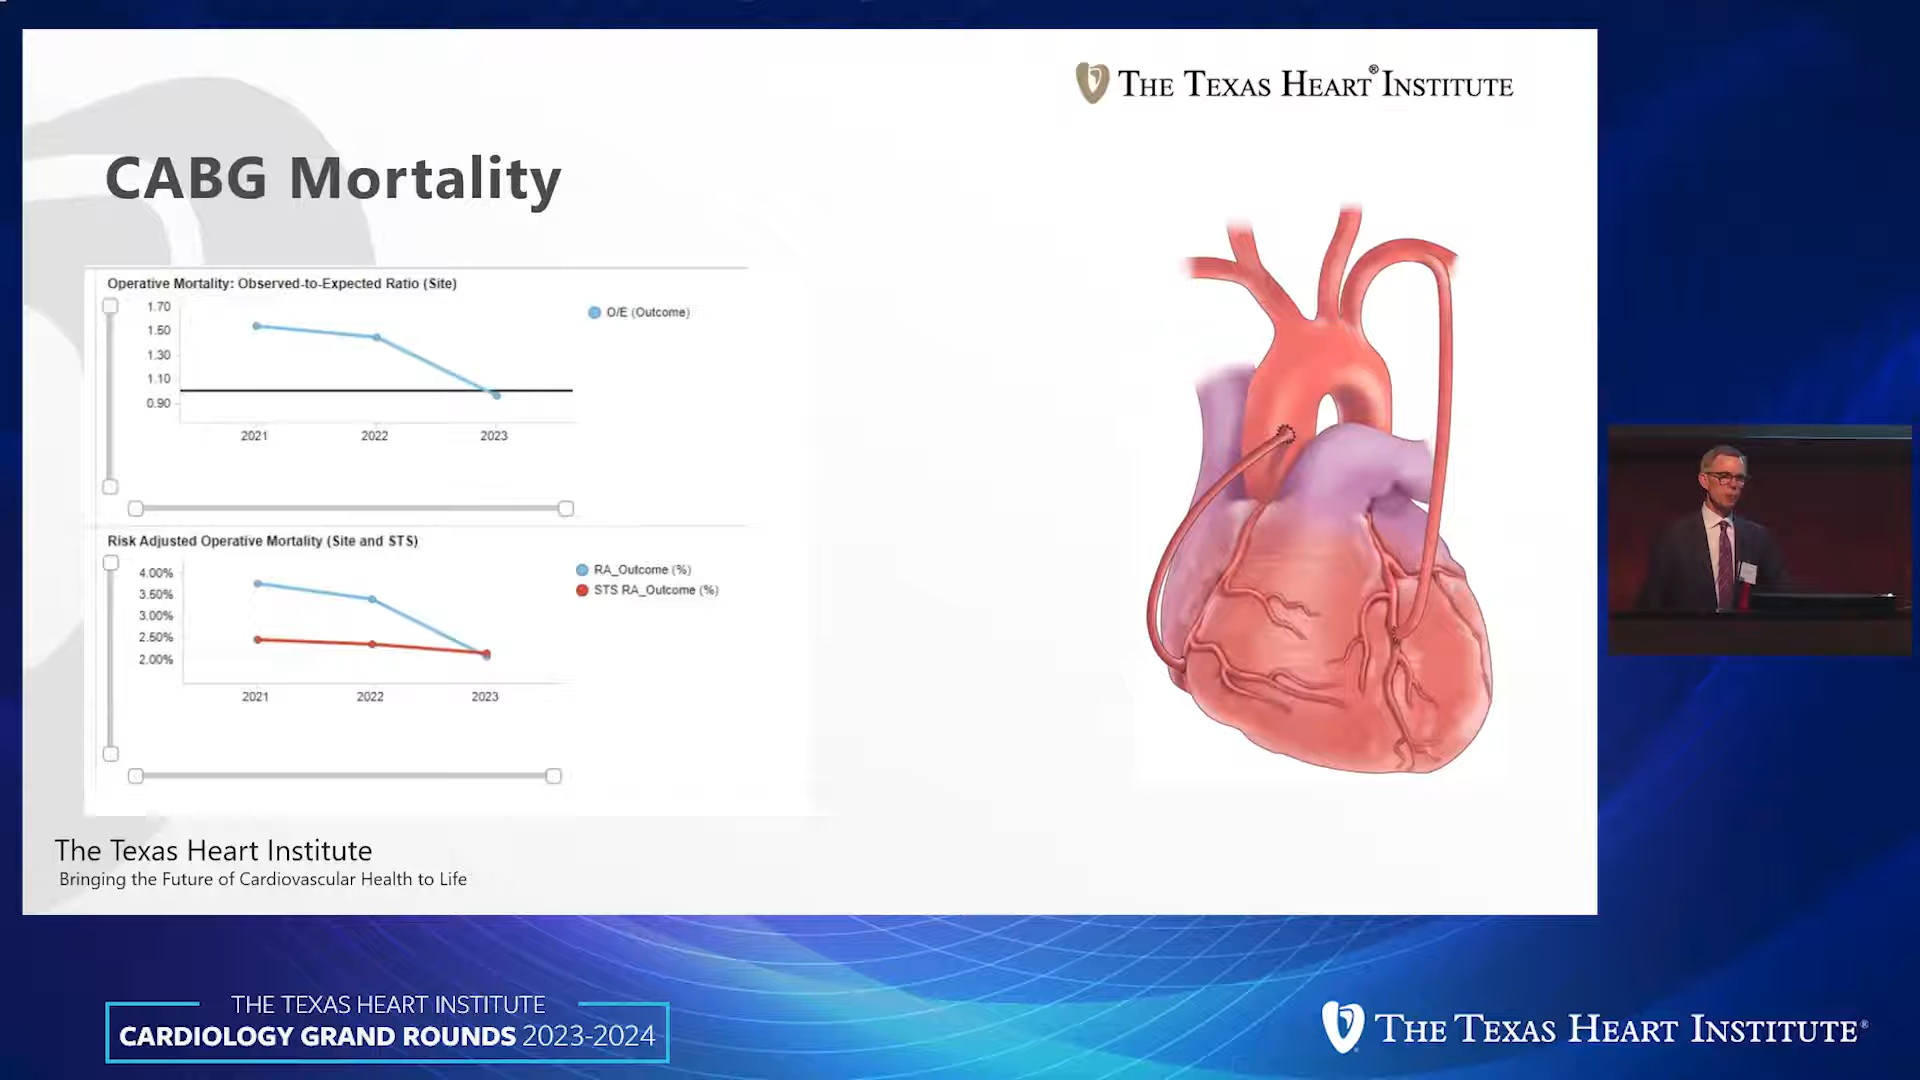 THE TEXAS HEART® INSTITUTE
CABG Mortality
Operative Mortality: Observed-to-Expected Ratio (Site)
1.70
1.50
1.30
1.10
0.90
2021 2022 2023
O/E (Outcome)
Risk Adjusted Operative Mortality (Site and STS)
4.00%
3.50%
3.00%
2.50%
2.00%
2021 2022 2023
RA_Outcome (%)
STS RA_Outcome (%)
The Texas Heart Institute
Bringing the Future of Cardiovascular Health to Life
THE TEXAS HEART INSTITUTE
CARDIOLOGY GRAND ROUNDS 2023-2024
THE TEXAS HEART INSTITUTE®